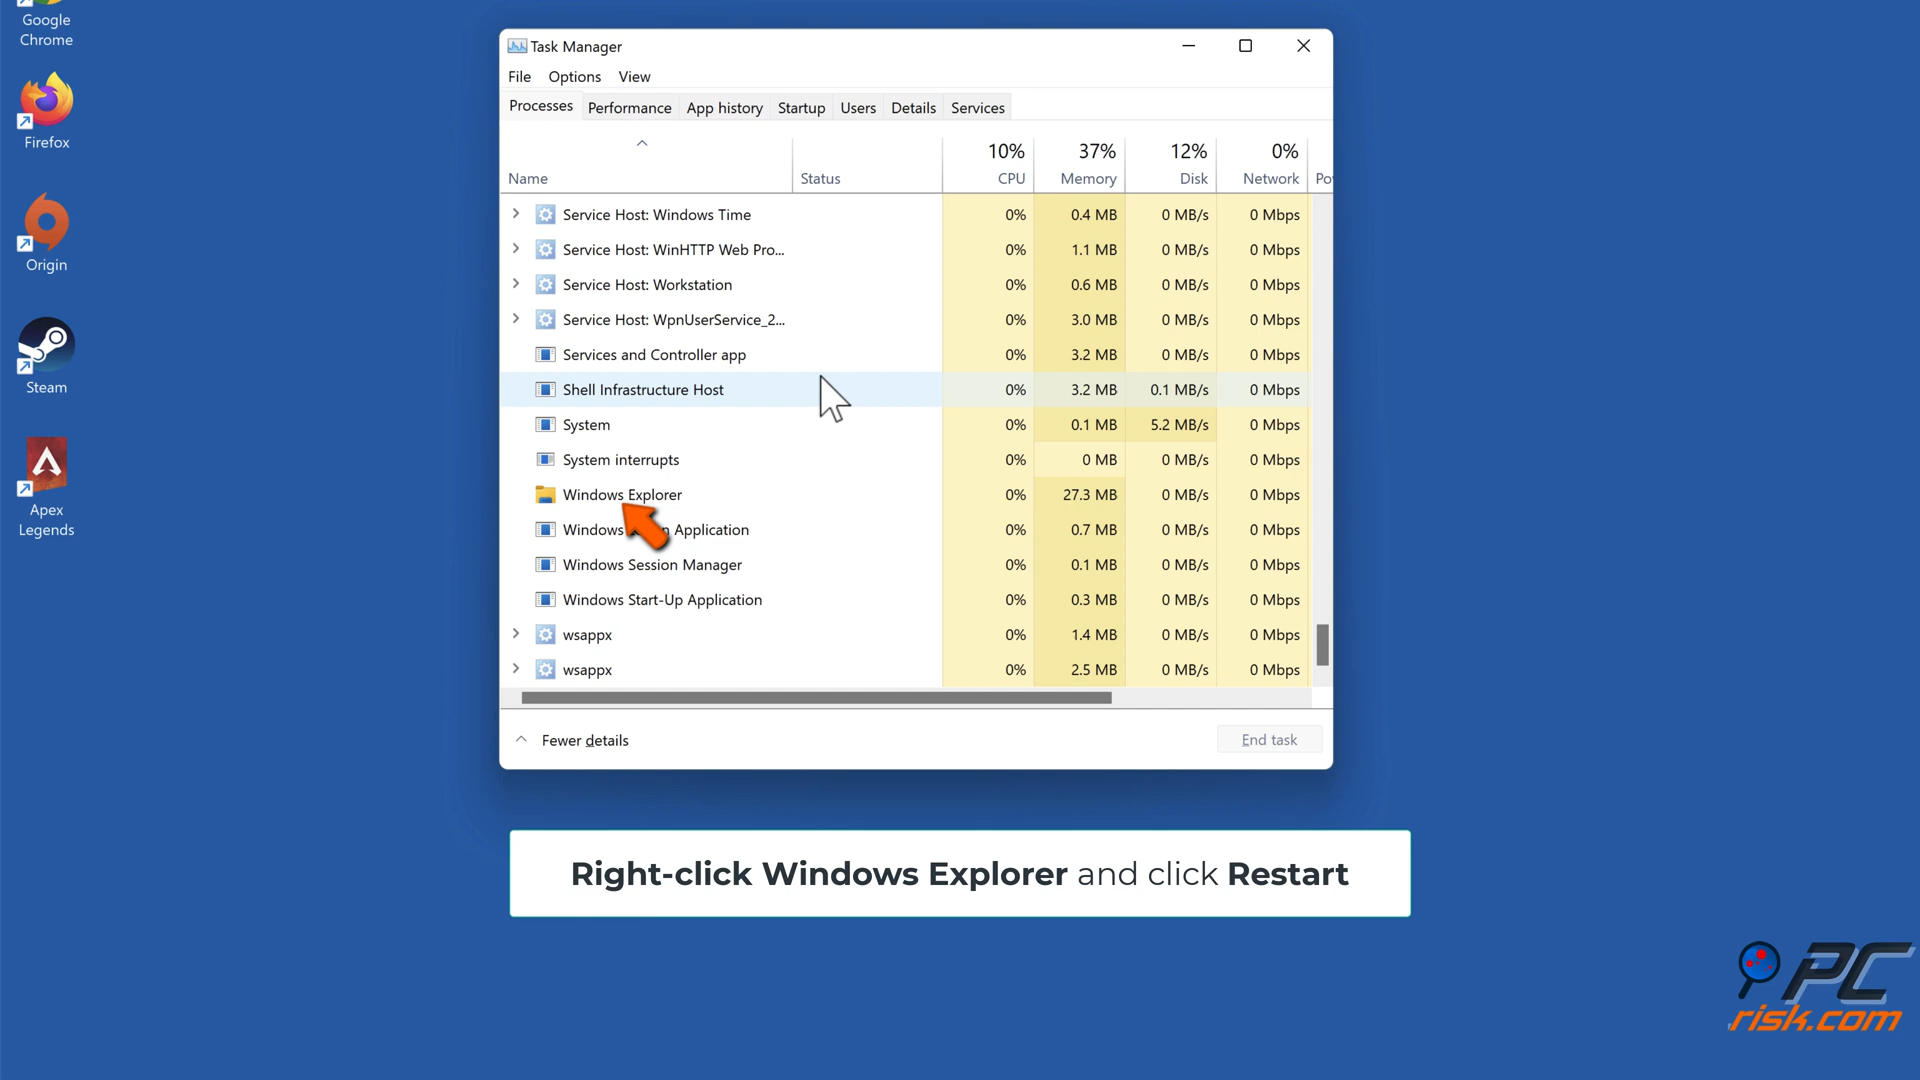 Google
Chrome
Firefox
Origin
Steam
Apex
Legends
Task Manager
File Options View
Processes Performance App history Startup Users Details Services
10% 37% 12% 0%
Name Status CPU Memory Disk Network Po
Service Host: Windows Time 0% 0.4 MB 0 MB/s 0 Mbps
Service Host: WinHTTP Web Pro... 0% 1.1 MB 0 MB/s 0 Mbps
Service Host: Workstation 0% 0.6 MB 0 MB/s 0 Mbps
Service Host: WpnUserService_2... 0% 3.0 MB 0 MB/s 0 Mbps
Services and Controller app 0% 3.2 MB 0 MB/s 0 Mbps
Shell Infrastructure Host 0% 3.2 MB 0.1 MB/s 0 Mbps
System 0% 0.1 MB 5.2 MB/s 0 Mbps
System interrupts 0% 0 MB 0 MB/s 0 Mbps
Windows Explorer 0% 27.3 MB 0 MB/s 0 Mbps
Windows Application 0% 0.7 MB 0 MB/s 0 Mbps
Windows Session Manager 0% 0.1 MB 0 MB/s 0 Mbps
Windows Start-Up Application 0% 0.3 MB 0 MB/s 0 Mbps
wsappx 0% 1.4 MB 0 MB/s 0 Mbps
wsappx 0% 2.5 MB 0 MB/s 0 Mbps
Fewer details End task
Right-click Windows Explorer and click Restart
PC
risk.com